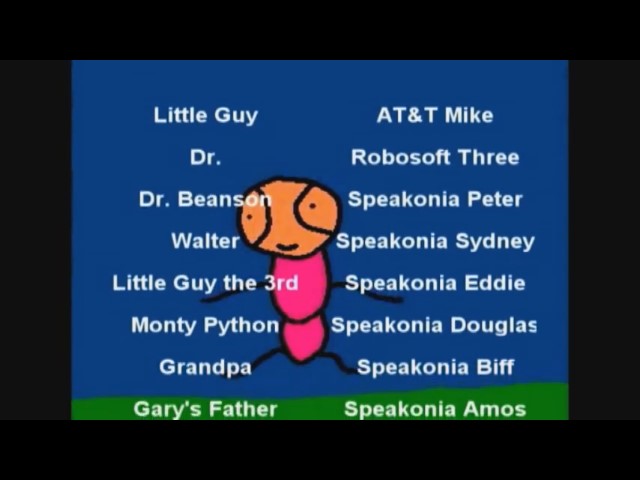 Little Guy AT&T Mike
Dr. Robosoft Three
Dr. Beanson Speakonia Peter
Walter Speakonia Sydney
Little Guy the 3rd Speakonia Eddie
Monty Python Speakonia Douglas
Grandpa Speakonia Biff
Gary's Father Speakonia Amos